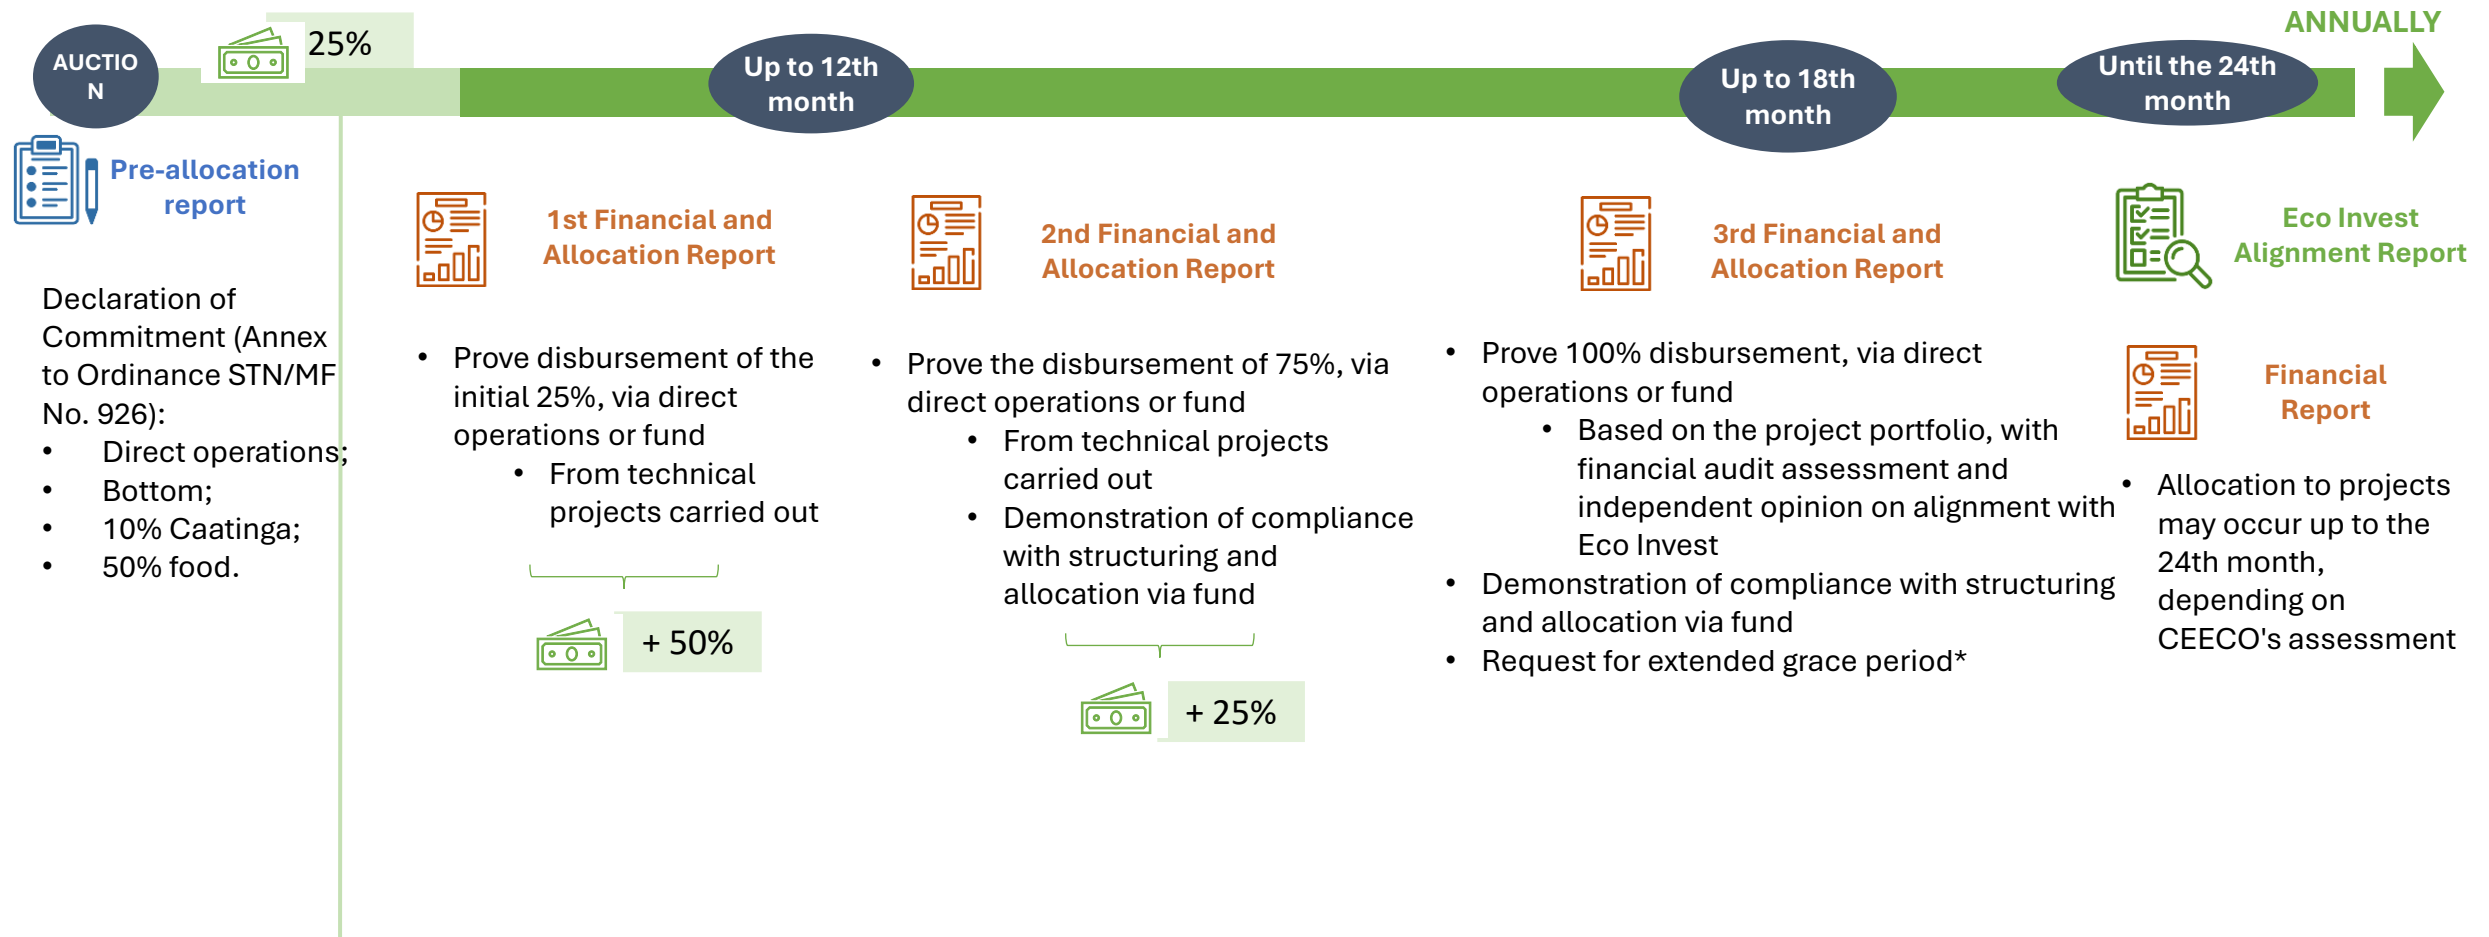 AUCTIO
N
25%
Up to 12th
month
Up to 18th
month
Until the 24th
month
ANNUALLY
Pre-allocation
report
Declaration of
Commitment (Annex
to Ordinance STN/MF
No. 926):
• Direct operations;
• Bottom;
• 10% Caatinga;
• 50% food.
1st Financial and
Allocation Report
• Prove disbursement of the
initial 25%, via direct
operations or fund
• From technical
projects carried out
+ 50%
2nd Financial and
Allocation Report
• Prove the disbursement of 75%, via
direct operations or fund
• From technical projects
carried out
• Demonstration of compliance
with structuring and
allocation via fund
+ 25%
3rd Financial and
Allocation Report
• Prove 100% disbursement, via direct
operations or fund
• Based on the project portfolio, with
financial audit assessment and
independent opinion on alignment with
Eco Invest
• Demonstration of compliance with structuring
and allocation via fund
• Request for extended grace period*
Eco Invest
Alignment Report
Financial
Report
• Allocation to projects
may occur up to the
24th month,
depending on
CEECO's assessment